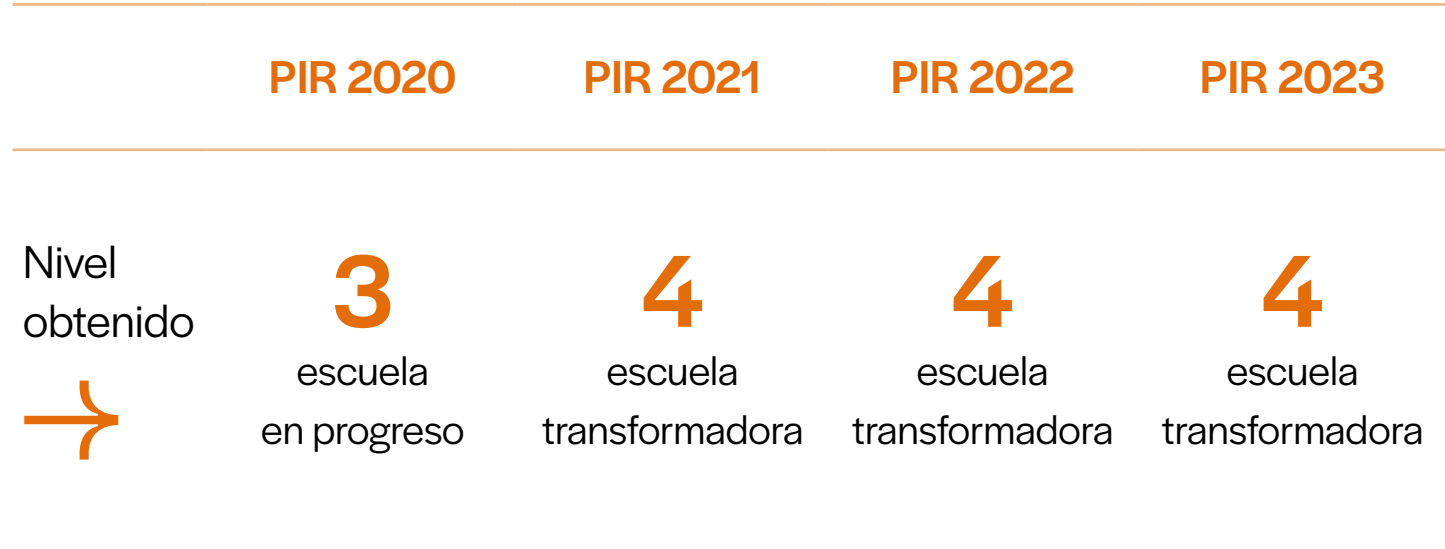 PIR 2020 PIR 2021 PIR 2022 PIR 2023
Nivel
obtenido
3 4 4 4
escuela escuela escuela escuela
en progreso transformadora transformadora transformadora